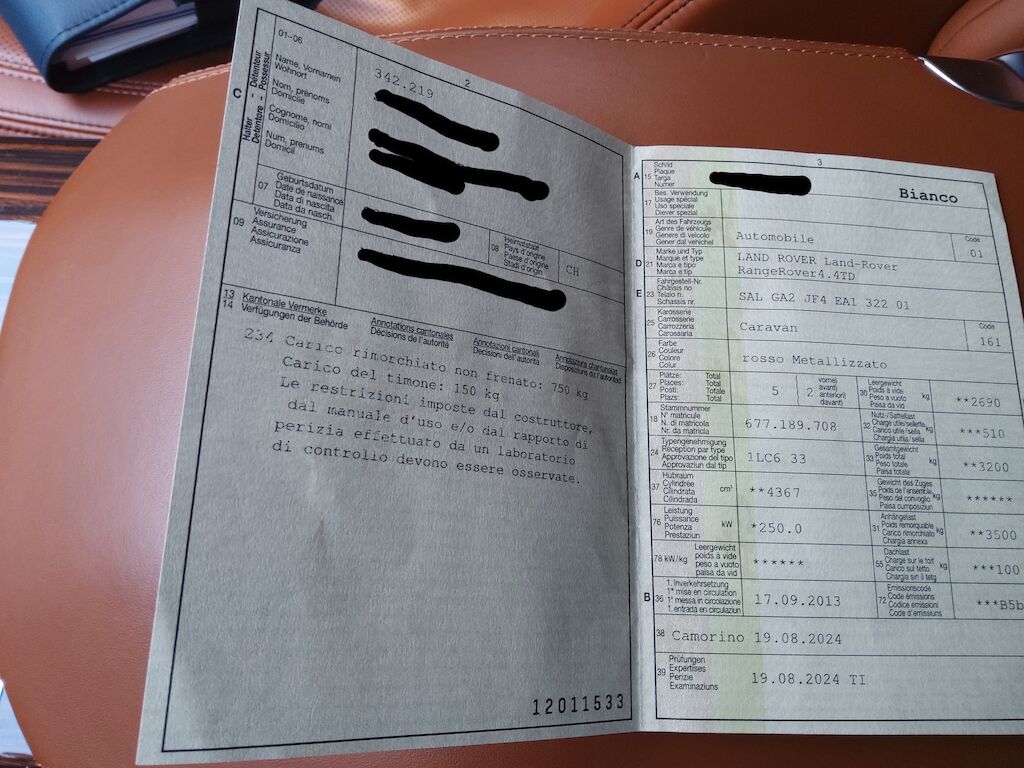 2
01-06
342.219
C
Halter - Détenteur
Detentore - Possessur
Name, Vornamen
Wohnort
Nom, prénoms
Domicile
Cognome, nomi
Domicilio
Num, prenums
Domicil
07
Geburtsdatum
Date de naissance
Data di nascita
Data da nasch.
08
Heimatstaat
Pays d'origine
Paese d'origine
Stadi d'origin
CH
09
Versicherung
Assurance
Assicurazione
Assicuranza
13 Kantonale Vermerke
14 Verfügungen der Behörde
Annotations cantonales
Décisions de l'autorité
Annotazioni cantonali
Decisioni dell'autorità
Annotaziuns chantunalas
Disposiziuns da l'autoritad
234 Carico rimorchiato non frenato: 750 kg
Carico del timone: 150 kg
Le restrizioni imposte dal costruttore,
dal manuale d'uso e/o dal rapporto di
perizia effettuato da un laboratorio
di controllo devono essere osservate.
12011533
3
A 15
Schild
Plaque
Targa
Numer
Bianco
17
Bes. Verwendung
Usage spécial
Uso speciale
Diever spezial
19
Art des Fahrzeugs
Genre de véhicule
Genere di veicolo
Gener dal vehichel
Automobile
Code
01
D 21
Marke und Typ
Marque et type
Marca e tipo
Marca e tip
LAND ROVER Land-Rover
RangeRover4.4TD
E 23
Fahrgestell-Nr.
Châssis no
Telaio n.
Schassis nr.
SAL GA2 JF4 EA1 322 01
25
Karosserie
Carrosserie
Carrozzeria
Carossaria
Caravan
Code
161
26
Farbe
Couleur
Colore
Colur
rosso Metallizzato
27
Plätze: Total
Places: Total
Posti: Totale
Plazs: Total
5
2
vorne)
avant)
anteriori)
davant)
30
Leergewicht
Poids à vide
Peso a vuoto
Paisa da vid
kg
**2690
18
Stammnummer
N° matricule
N. di matricola
Nr. da matricla
677.189.708
32
Nutz-/Sattellast
Charge utile/sellette
Carico utile/sella
Chargia utila/sella
kg
***510
24
Typengenehmigung
Réception par type
Approvazione del tipo
Approvaziun dal tip
1LC6 33
33
Gesamtgewicht
Poids total
Peso totale
Paisa totala
kg
**3200
37
Hubraum
Cylindrée
Cilindrata
Cilindrada
cm³
**4367
35
Gewicht des Zuges
Poids de l'ensemble
Peso del convoglio
Paisa cumposiziun
kg
******
76
Leistung
Puissance
Potenza
Prestaziun
kW
*250.0
31
Anhängelast
Poids remorquable
Carico rimorchiato
Chargia annexa
kg
**3500
78 kW/kg
Leergewicht
poids à vide
peso a vuoto
paisa da vid
******
55
Dachlast
Charge sur le toit
Carico sul tetto
Chargia sin il tetg
kg
***100
B 36
1. Inverkehrsetzung
1re mise en circulation
1a messa in circolazione
1. entrada en circulaziun
17.09.2013
72
Emissionscode
Code émissions
Codice emissioni
Code d'emissiuns
***B5b
38
Camorino 19.08.2024
39
Prüfungen
Expertises
Perizie
Examinaziuns
19.08.2024 TI